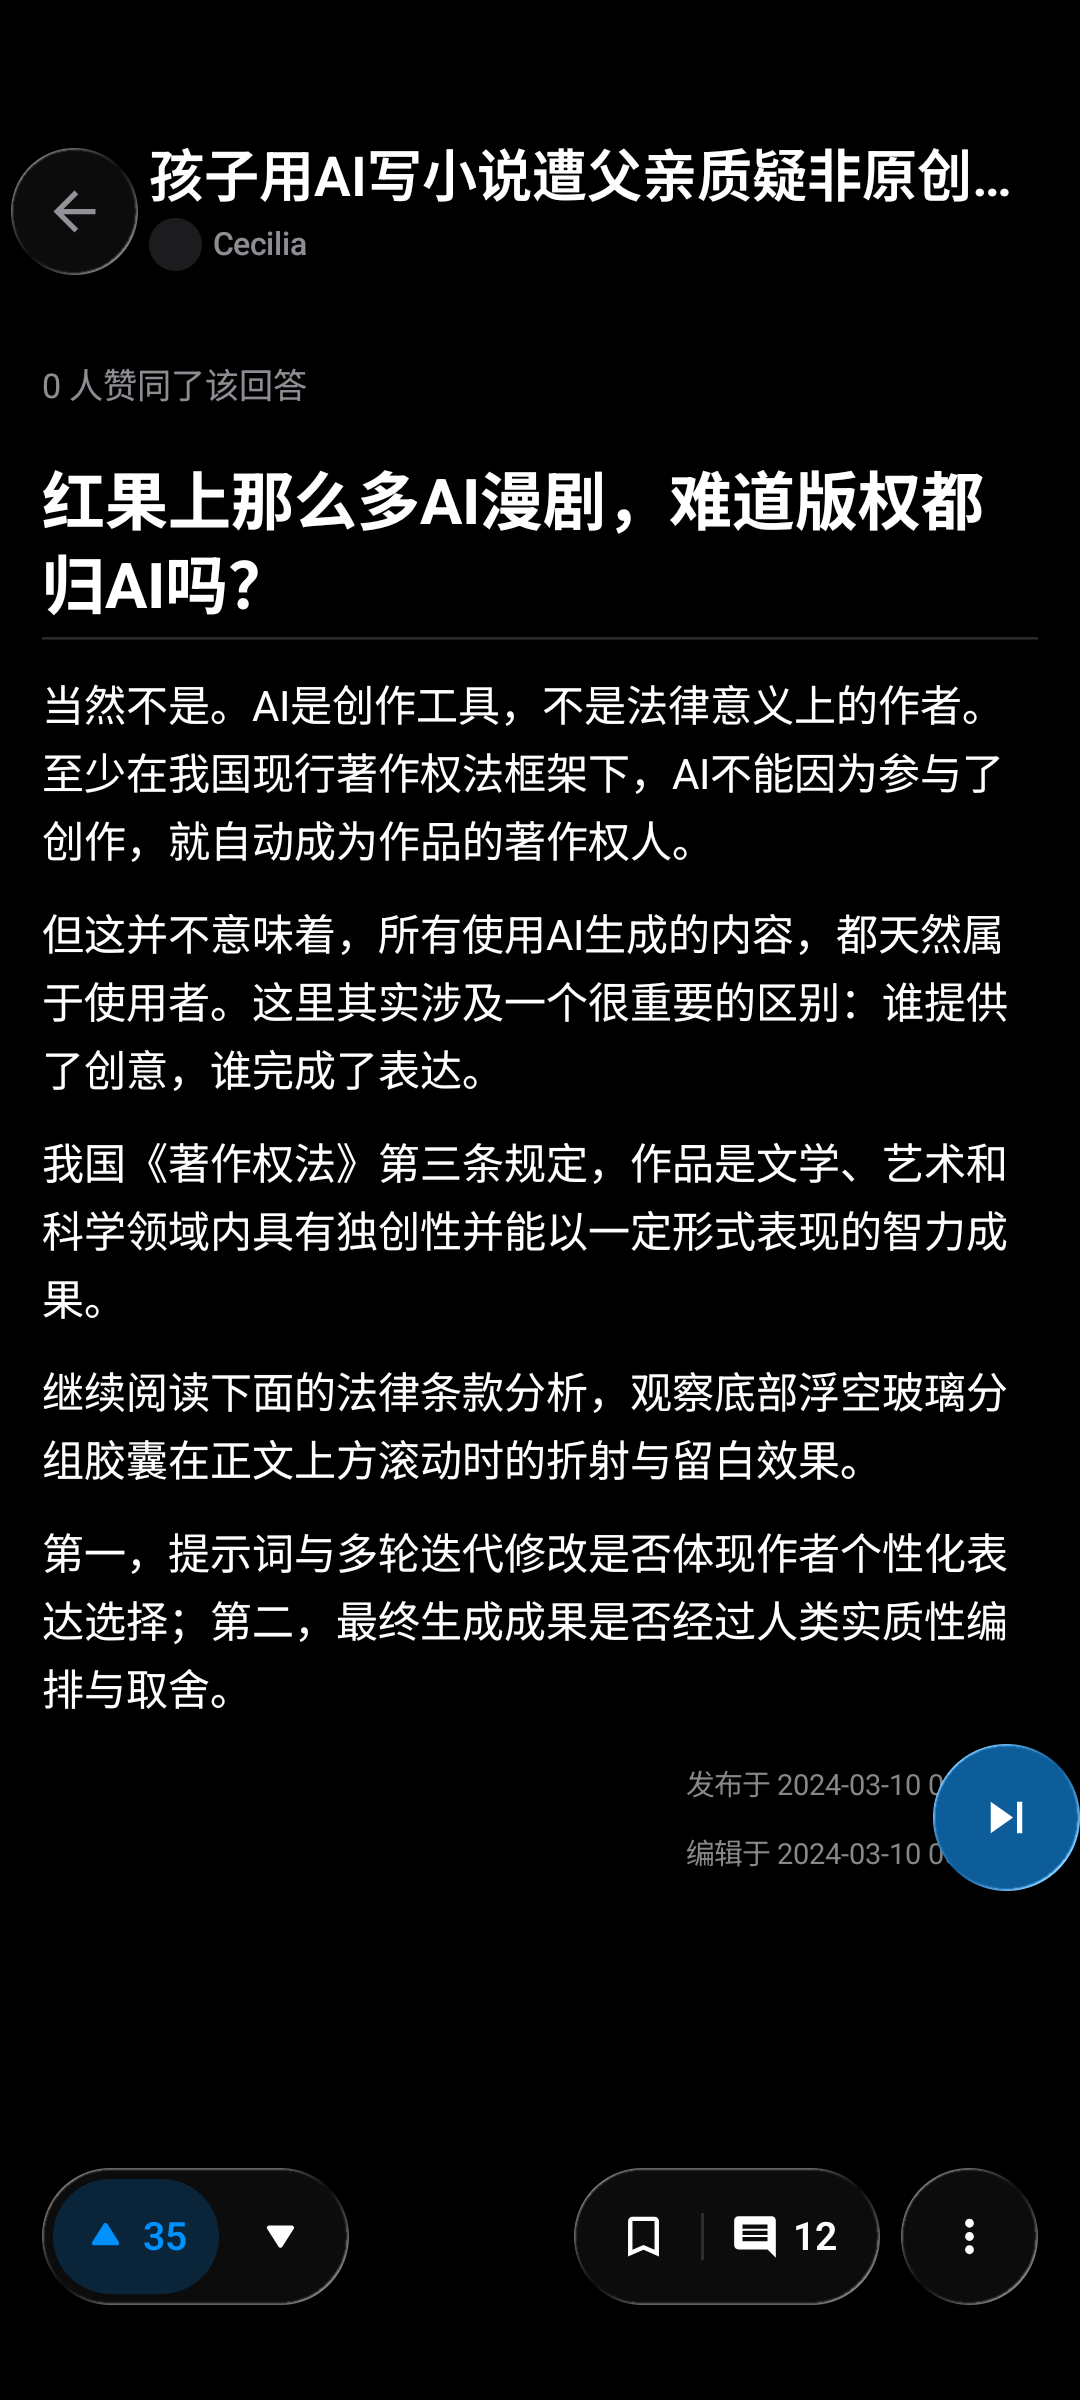 孩子用AI写小说遭父亲质疑非原创...
Cecilia
0 人赞同了该回答
红果上那么多AI漫剧，难道版权都
归AI吗？
当然不是。AI是创作工具，不是法律意义上的作者。
至少在我国现行著作权法框架下，AI不能因为参与了
创作，就自动成为作品的著作权人。
但这并不意味着，所有使用AI生成的内容，都天然属
于使用者。这里其实涉及一个很重要的区别：谁提供
了创意，谁完成了表达。
我国《著作权法》第三条规定，作品是文学、艺术和
科学领域内具有独创性并能以一定形式表现的智力成
果。
继续阅读下面的法律条款分析，观察底部浮空玻璃分
组胶囊在正文上方滚动时的折射与留白效果。
第一，提示词与多轮迭代修改是否体现作者个性化表
达选择；第二，最终生成成果是否经过人类实质性编
排与取舍。
发布于 2024-03-10
编辑于 2024-03-10
35
12